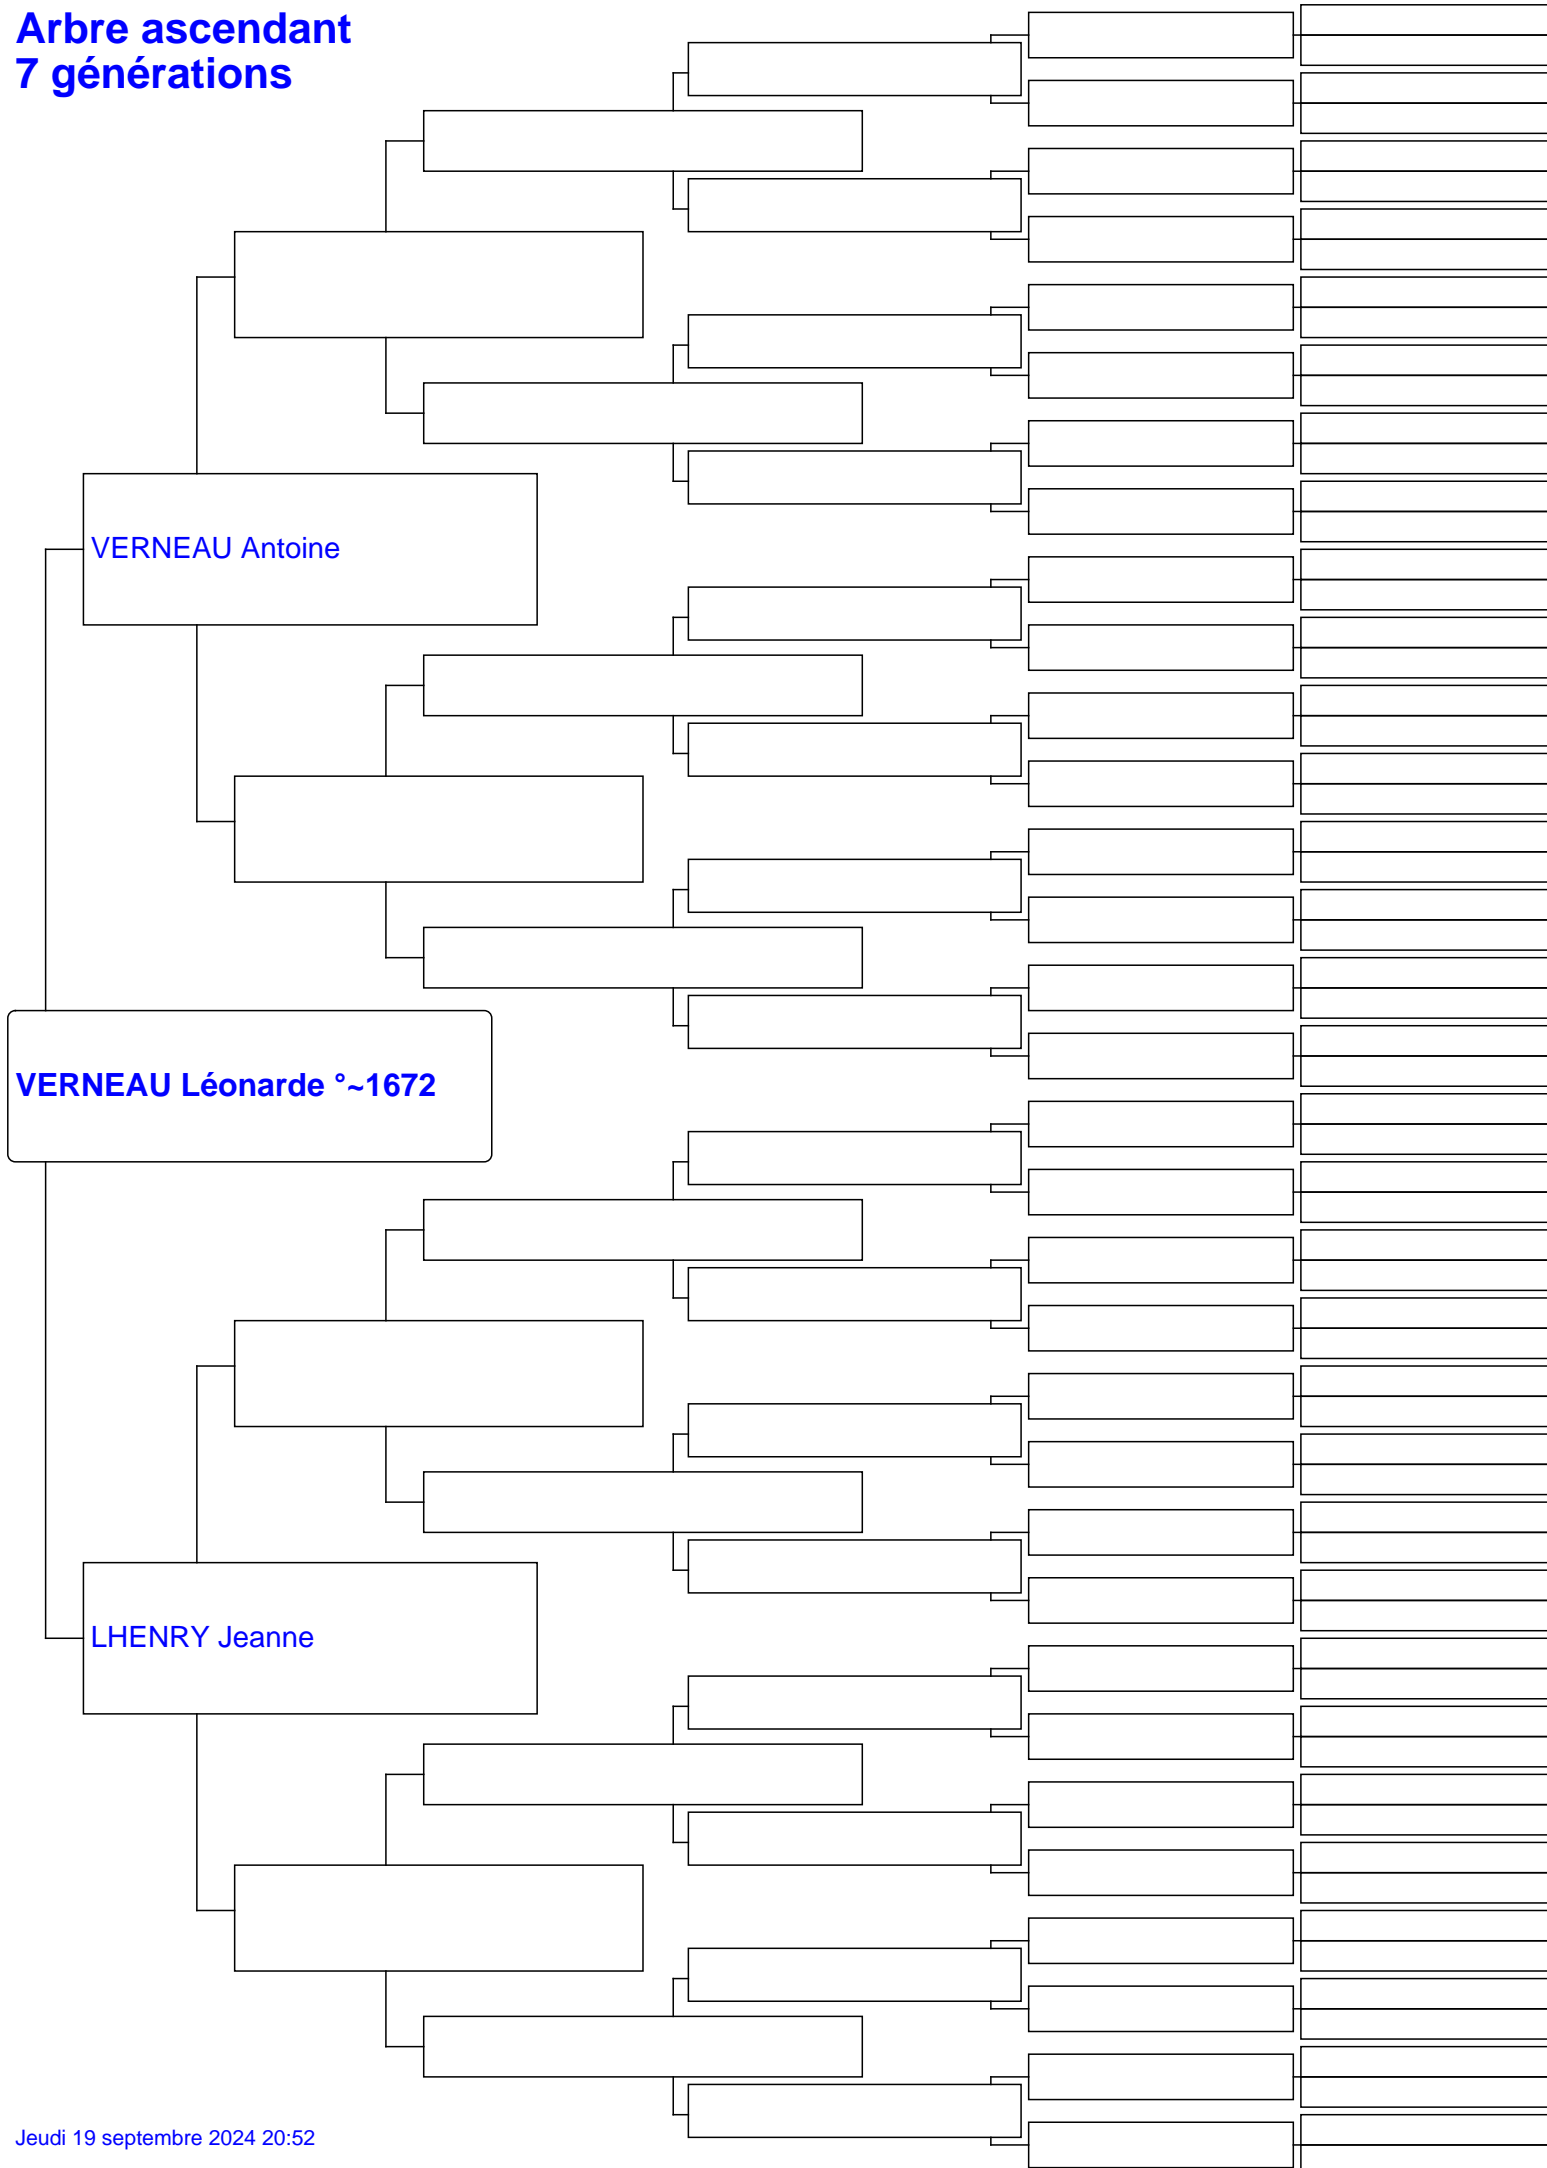 Arbre ascendant
7 générations
VERNEAU Antoine
VERNEAU Léonarde °~1672
LHENRY Jeanne
Jeudi 19 septembre 2024 20:52